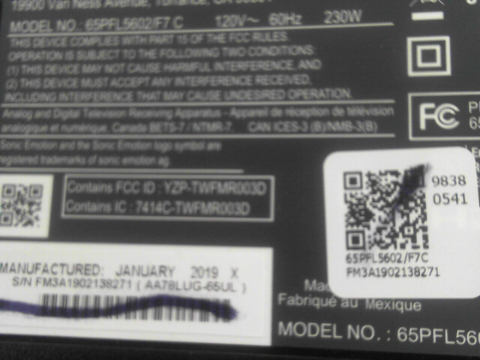 19900 Van Ness Avenue, Torrance, CA 90501
MODEL NO.: 65PFL5602/F7 C 120V~ 60Hz 230W
THIS DEVICE COMPLIES WITH PART 15 OF THE FCC RULES.
OPERATION IS SUBJECT TO THE FOLLOWING TWO CONDITIONS:
(1) THIS DEVICE MAY NOT CAUSE HARMFUL INTERFERENCE, AND
(2) THIS DEVICE MUST ACCEPT ANY INTERFERENCE RECEIVED,
INCLUDING INTERFERENCE THAT MAY CAUSE UNDESIRED OPERATION.
Analog and Digital Television Receiving Apparatus - Appareil de réception de télévision
analogique et numérique, Canada BETS-7 / NTMR-7. CAN ICES-3 (B)/NMB-3(B)
Sonic Emotion and Sonic Emotion logo symbol are
registered trademarks of sonic emotion ag.
FC
Contains FCC ID : YZP-TWFMR003D
Contains IC : 7414C-TWFMR003D
9838
0541
65PFL5602/F7C
FM3A1902138271
MANUFACTURED: JANUARY 2019 X
S/N FM3A1902138271 ( AA78LUG-65UL )
Fabriqué au Mexique
MODEL NO. : 65PFL560